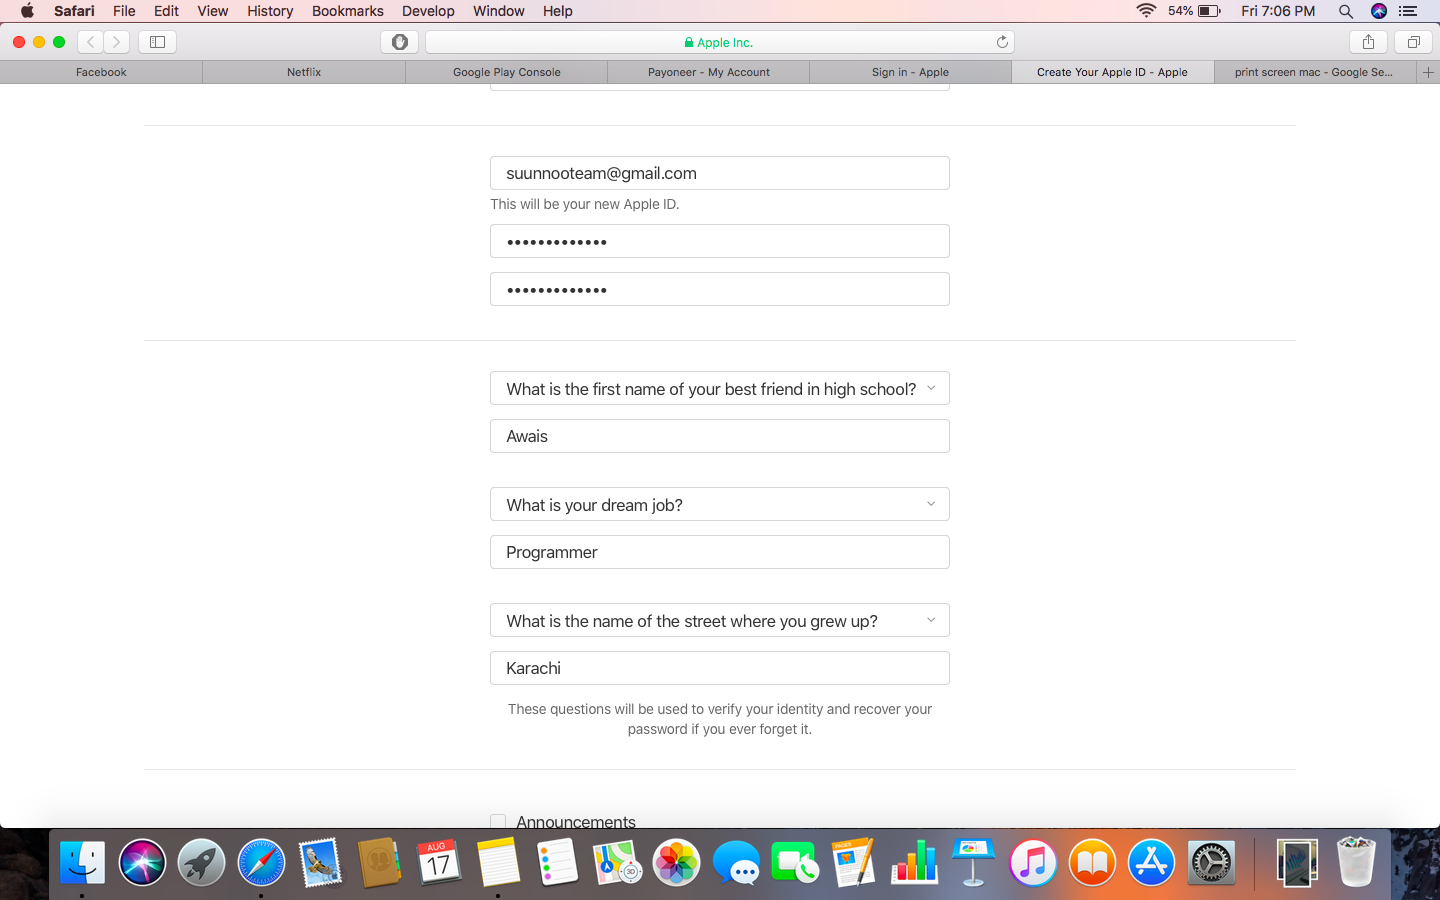 Safari File Edit View History Bookmarks Develop Window Help 54% Fri 7:06 PM
Apple Inc.
Facebook Netflix Google Play Console Payoneer - My Account Sign in - Apple Create Your Apple ID - Apple print screen mac - Google Se...
suunnooteam@gmail.com
This will be your new Apple ID.
•••••••••••••
•••••••••••••
What is the first name of your best friend in high school?
Awais
What is your dream job?
Programmer
What is the name of the street where you grew up?
Karachi
These questions will be used to verify your identity and recover your
password if you ever forget it.
Announcements
AUG
17
3D
PAGES